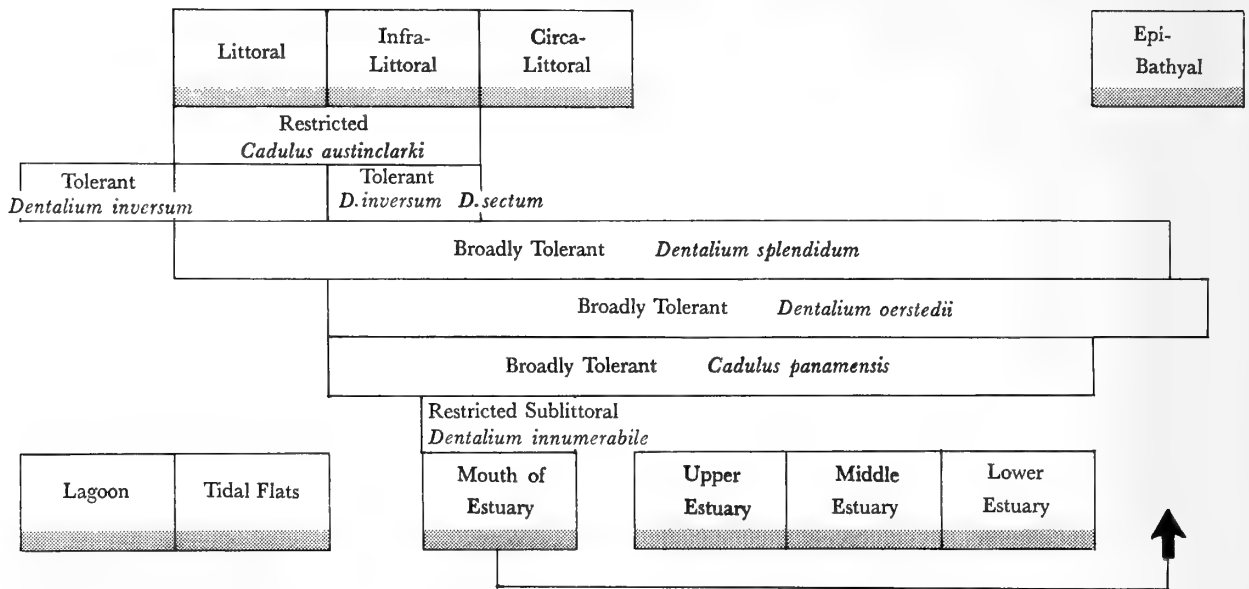 Littoral
Infra-
Littoral
Circa-
Littoral
Epi-
Bathyal
Restricted
Cadulus austinclarki
Tolerant
Dentalium inversum
Tolerant
D. inversum D. sectum
Broadly Tolerant Dentalium splendidum
Broadly Tolerant Dentalium oerstedii
Broadly Tolerant Cadulus panamensis
Restricted Sublittoral
Dentalium innumerabile
Lagoon
Tidal Flats
Mouth of
Estuary
Upper
Estuary
Middle
Estuary
Lower
Estuary